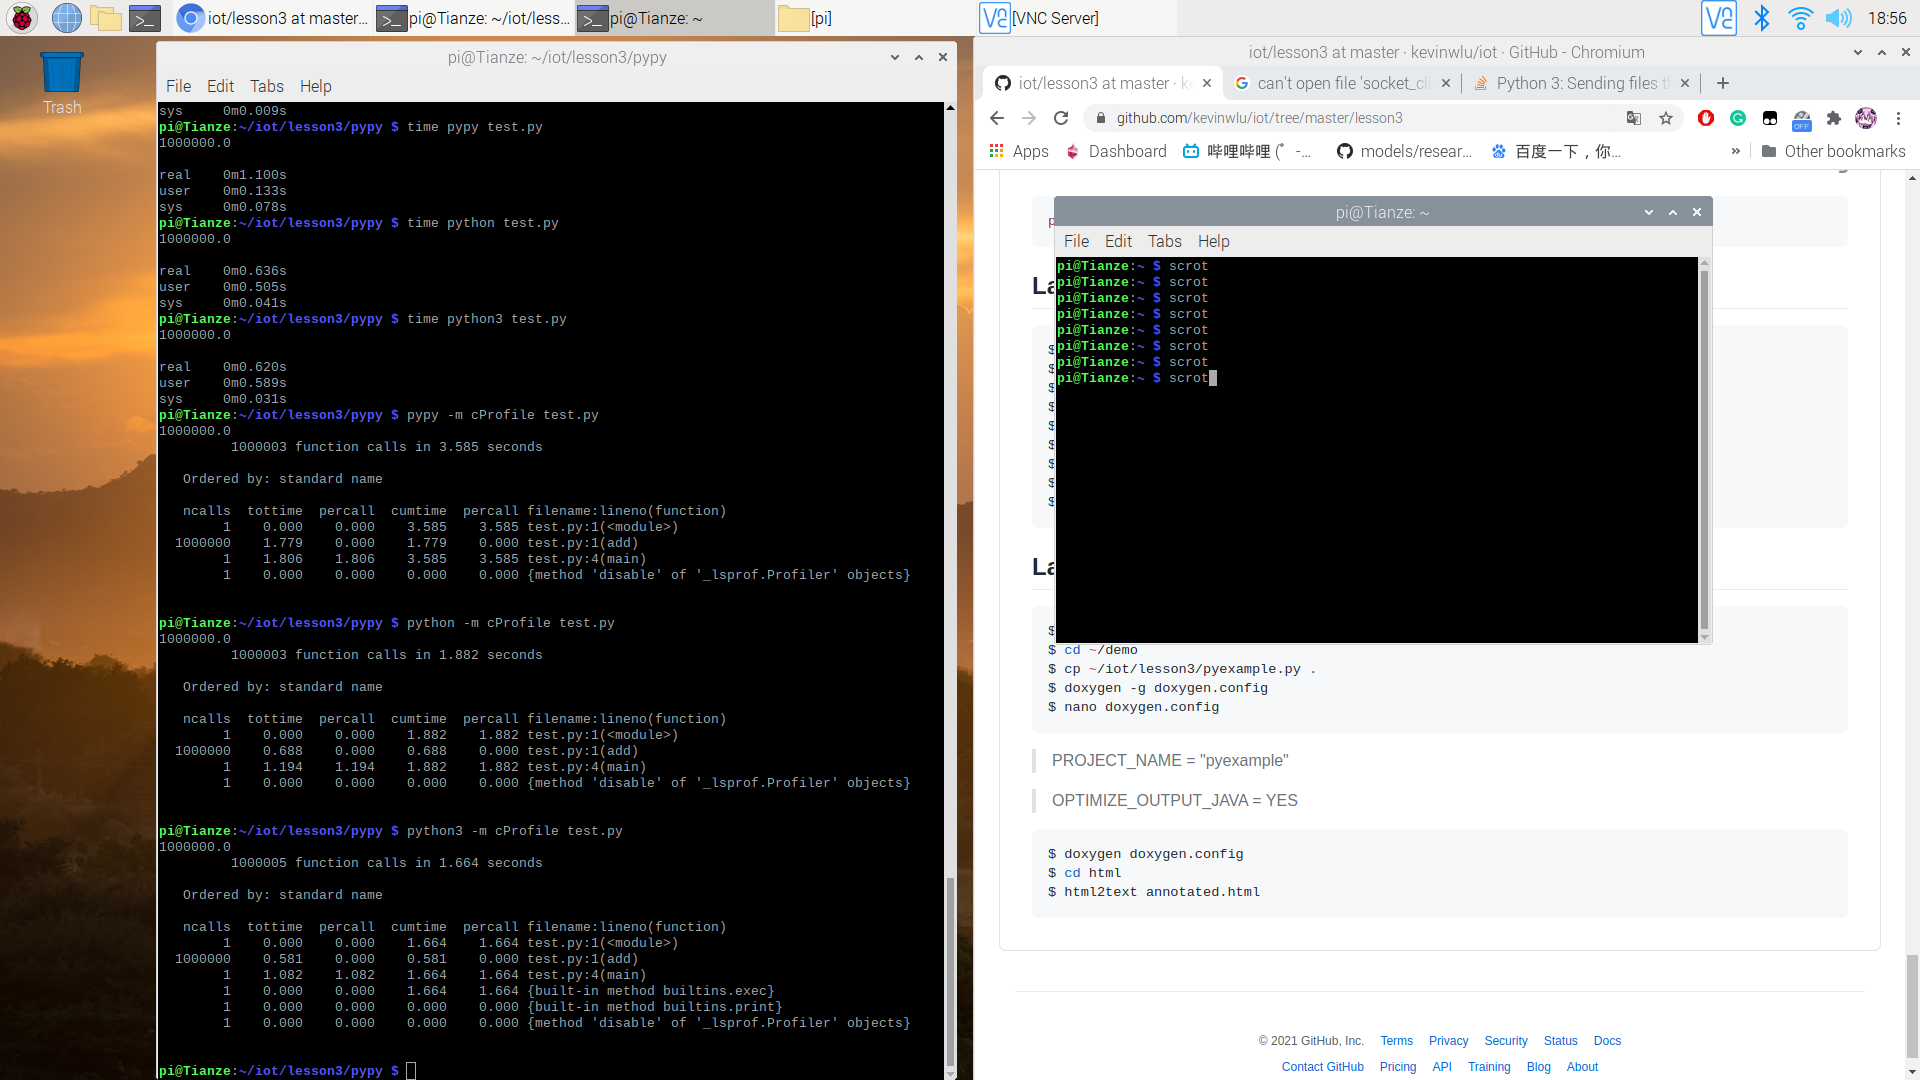 iot/lesson3 at master...
pi@Tianze: ~/iot/less...
pi@Tianze: ~
[pi]
[VNC Server]
18:56
Trash
pi@Tianze: ~/iot/lesson3/pypy
File Edit Tabs Help
sys     0m0.009s
pi@Tianze:~/iot/lesson3/pypy $ time pypy test.py
1000000.0
real    0m1.100s
user    0m0.133s
sys     0m0.078s
pi@Tianze:~/iot/lesson3/pypy $ time python test.py
1000000.0
real    0m0.636s
user    0m0.505s
sys     0m0.041s
pi@Tianze:~/iot/lesson3/pypy $ time python3 test.py
1000000.0
real    0m0.620s
user    0m0.589s
sys     0m0.031s
pi@Tianze:~/iot/lesson3/pypy $ pypy -m cProfile test.py
1000000.0
         1000003 function calls in 3.585 seconds
   Ordered by: standard name
   ncalls  tottime  percall  cumtime  percall filename:lineno(function)
        1    0.000    0.000    3.585    3.585 test.py:1(<module>)
  1000000    1.779    0.000    1.779    0.000 test.py:1(add)
        1    1.806    1.806    3.585    3.585 test.py:4(main)
        1    0.000    0.000    0.000    0.000 {method 'disable' of '_lsprof.Profiler' objects}
pi@Tianze:~/iot/lesson3/pypy $ python -m cProfile test.py
1000000.0
         1000003 function calls in 1.882 seconds
   Ordered by: standard name
   ncalls  tottime  percall  cumtime  percall filename:lineno(function)
        1    0.000    0.000    1.882    1.882 test.py:1(<module>)
  1000000    0.688    0.000    0.688    0.000 test.py:1(add)
        1    1.194    1.194    1.882    1.882 test.py:4(main)
        1    0.000    0.000    0.000    0.000 {method 'disable' of '_lsprof.Profiler' objects}
pi@Tianze:~/iot/lesson3/pypy $ python3 -m cProfile test.py
1000000.0
         1000005 function calls in 1.664 seconds
   Ordered by: standard name
   ncalls  tottime  percall  cumtime  percall filename:lineno(function)
        1    0.000    0.000    1.664    1.664 test.py:1(<module>)
  1000000    0.581    0.000    0.581    0.000 test.py:1(add)
        1    1.082    1.082    1.664    1.664 test.py:4(main)
        1    0.000    0.000    1.664    1.664 {built-in method builtins.exec}
        1    0.000    0.000    0.000    0.000 {built-in method builtins.print}
        1    0.000    0.000    0.000    0.000 {method 'disable' of '_lsprof.Profiler' objects}
pi@Tianze:~/iot/lesson3/pypy $
iot/lesson3 at master · kevinwlu/iot · GitHub - Chromium
iot/lesson3 at master · ke
can't open file 'socket_cli
Python 3: Sending files th
github.com/kevinwlu/iot/tree/master/lesson3
OFF
Apps
Dashboard
哔哩哔哩 (゜-...
models/resear...
百度一下，你...
»
Other bookmarks
pi@Tianze: ~
File Edit Tabs Help
pi@Tianze:~ $ scrot
pi@Tianze:~ $ scrot
pi@Tianze:~ $ scrot
pi@Tianze:~ $ scrot
pi@Tianze:~ $ scrot
pi@Tianze:~ $ scrot
pi@Tianze:~ $ scrot
pi@Tianze:~ $ scrot
La
$
$
$
$
$
$
$
$
$
La
$
$ cd ~/demo
$ cp ~/iot/lesson3/pyexample.py .
$ doxygen -g doxygen.config
$ nano doxygen.config
PROJECT_NAME = "pyexample"
OPTIMIZE_OUTPUT_JAVA = YES
$ doxygen doxygen.config
$ cd html
$ html2text annotated.html
© 2021 GitHub, Inc. Terms Privacy Security Status Docs
Contact GitHub Pricing API Training Blog About